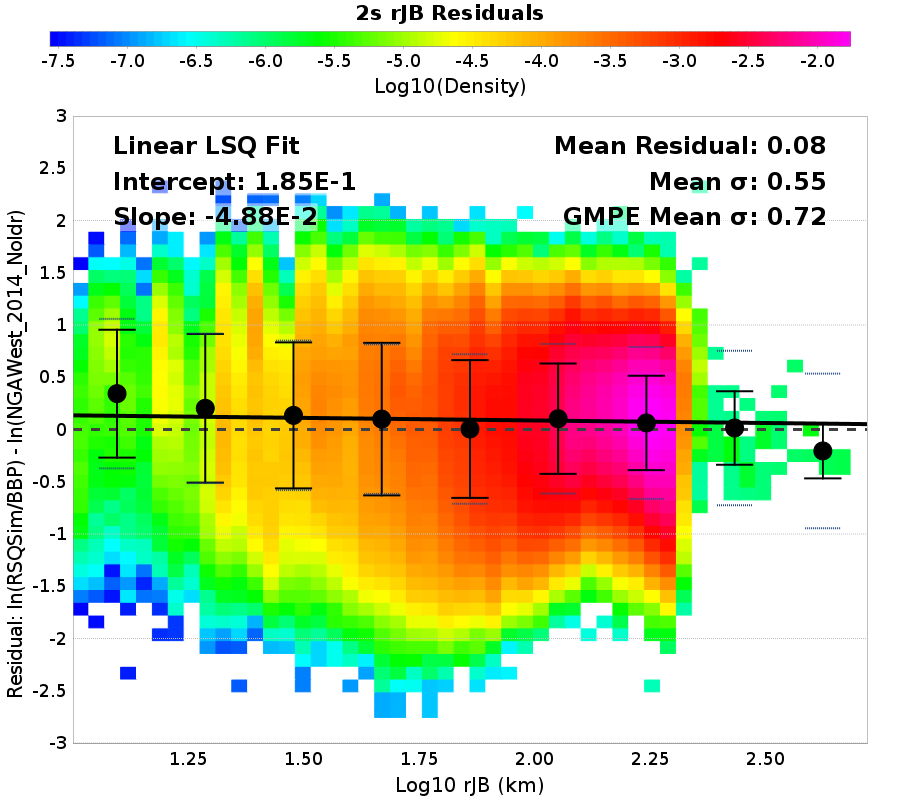 2s rJB Residuals
-7.5 -7.0 -6.5 -6.0 -5.5 -5.0 -4.5 -4.0 -3.5 -3.0 -2.5 -2.0
Log10(Density)
Linear LSQ Fit
Intercept: 1.85E-1
Slope: -4.88E-2
Mean Residual: 0.08
Mean σ: 0.55
GMPE Mean σ: 0.72
Residual: ln(RSQSim/BBP) - ln(NGAWest_2014_NoIdr)
3
2.5
2
1.5
1
0.5
0
-0.5
-1
-1.5
-2
-2.5
-3
1.25 1.50 1.75 2.00 2.25 2.50
Log10 rJB (km)